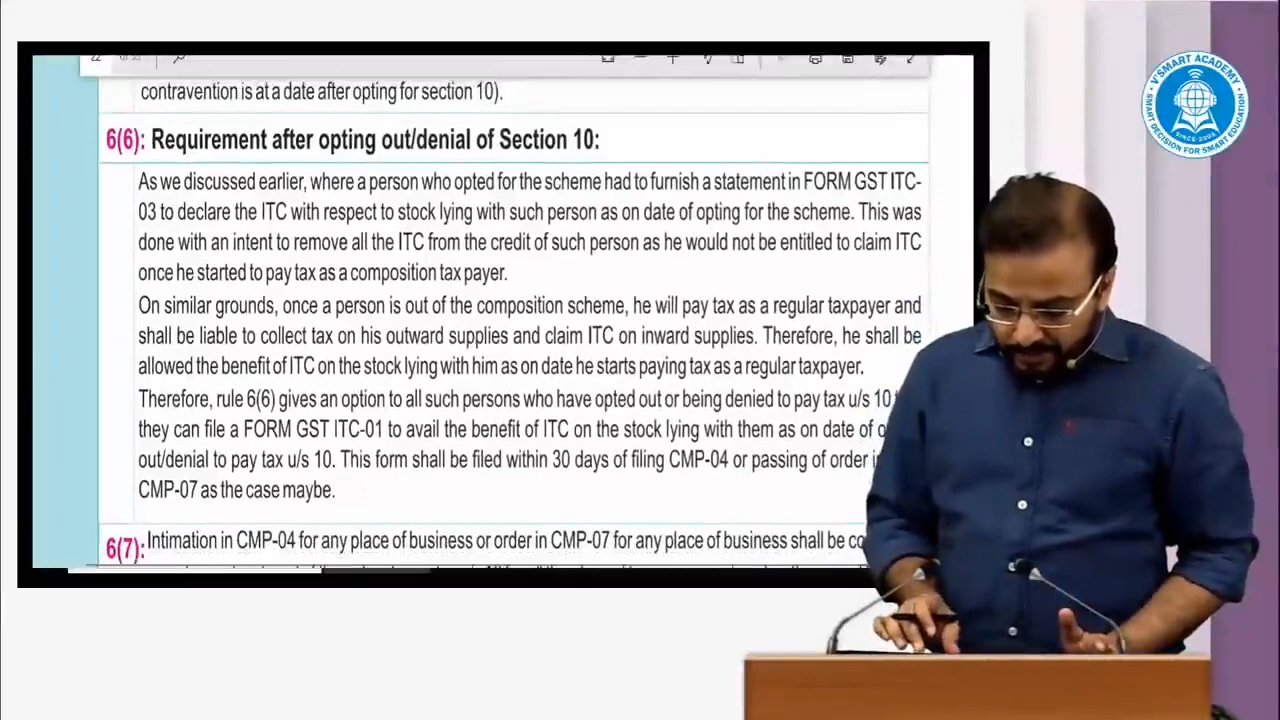 22
contravention is at a date after opting for section 10).
6(6): Requirement after opting out/denial of Section 10:
As we discussed earlier, where a person who opted for the scheme had to furnish a statement in FORM GST ITC-
03 to declare the ITC with respect to stock lying with such person as on date of opting for the scheme. This was
done with an intent to remove all the ITC from the credit of such person as he would not be entitled to claim ITC
once he started to pay tax as a composition tax payer.
On similar grounds, once a person is out of the composition scheme, he will pay tax as a regular taxpayer and
shall be liable to collect tax on his outward supplies and claim ITC on inward supplies. Therefore, he shall be
allowed the benefit of ITC on the stock lying with him as on date he starts paying tax as a regular taxpayer.
Therefore, rule 6(6) gives an option to all such persons who have opted out or being denied to pay tax u/s 10
they can file a FORM GST ITC-01 to avail the benefit of ITC on the stock lying with them as on date of
out/denial to pay tax u/s 10. This form shall be filed within 30 days of filing CMP-04 or passing of order
CMP-07 as the case maybe.
6(7): Intimation in CMP-04 for any place of business or order in CMP-07 for any place of business shall be
V'SMART ACADEMY
SINCE-2004
SMART DECISION FOR SMART EDUCATION